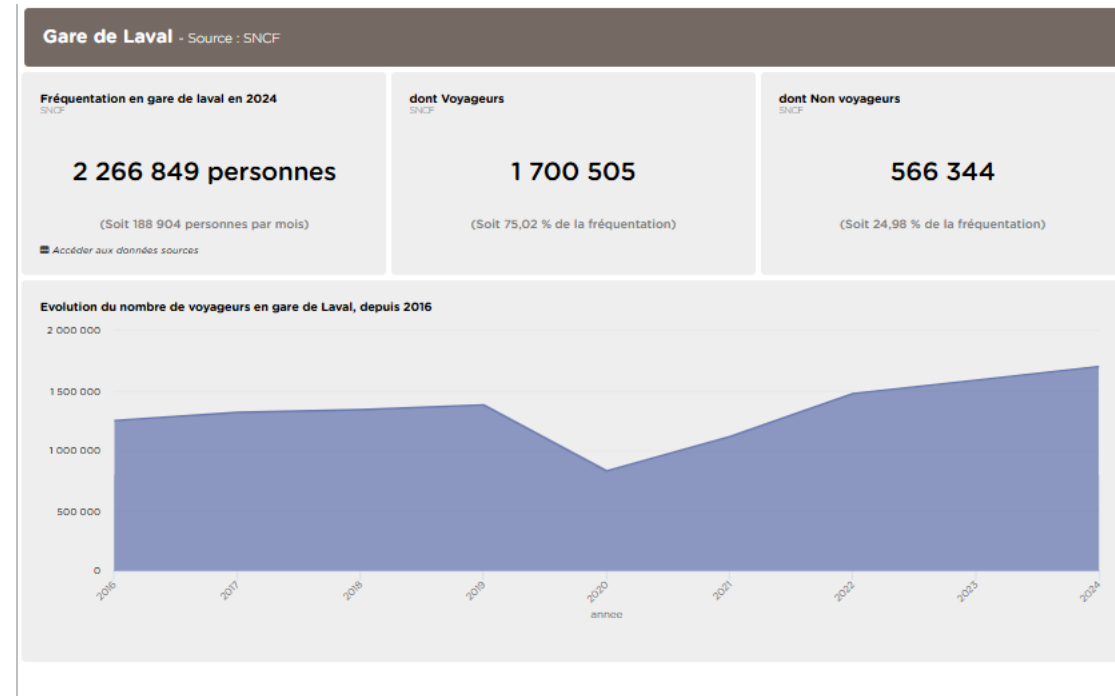 Gare de Laval - Source : SNCF
Fréquentation en gare de laval en 2024
SNCF
2 266 849 personnes
(Soit 188 904 personnes par mois)
Accéder aux données sources
dont Voyageurs
SNCF
1 700 505
(Soit 75,02 % de la fréquentation)
dont Non voyageurs
SNCF
566 344
(Soit 24,98 % de la fréquentation)
Evolution du nombre de voyageurs en gare de Laval, depuis 2016
2 000 000
1 500 000
1 000 000
500 000
0
2016
2017
2018
2019
2020
2021
2022
2023
2024
annee